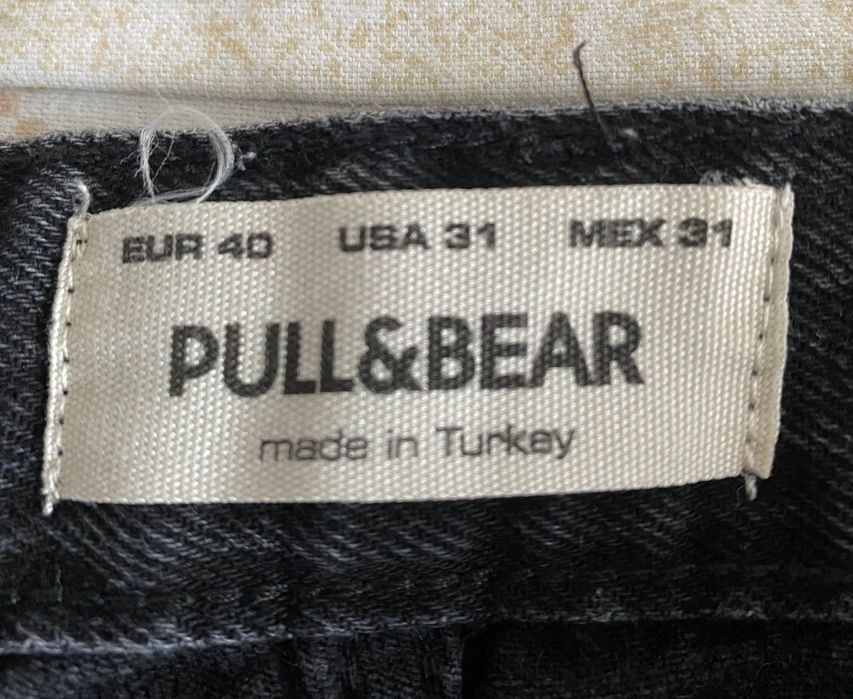 EUR 40 USA 31 MEX 31
PULL&BEAR
made in Turkey